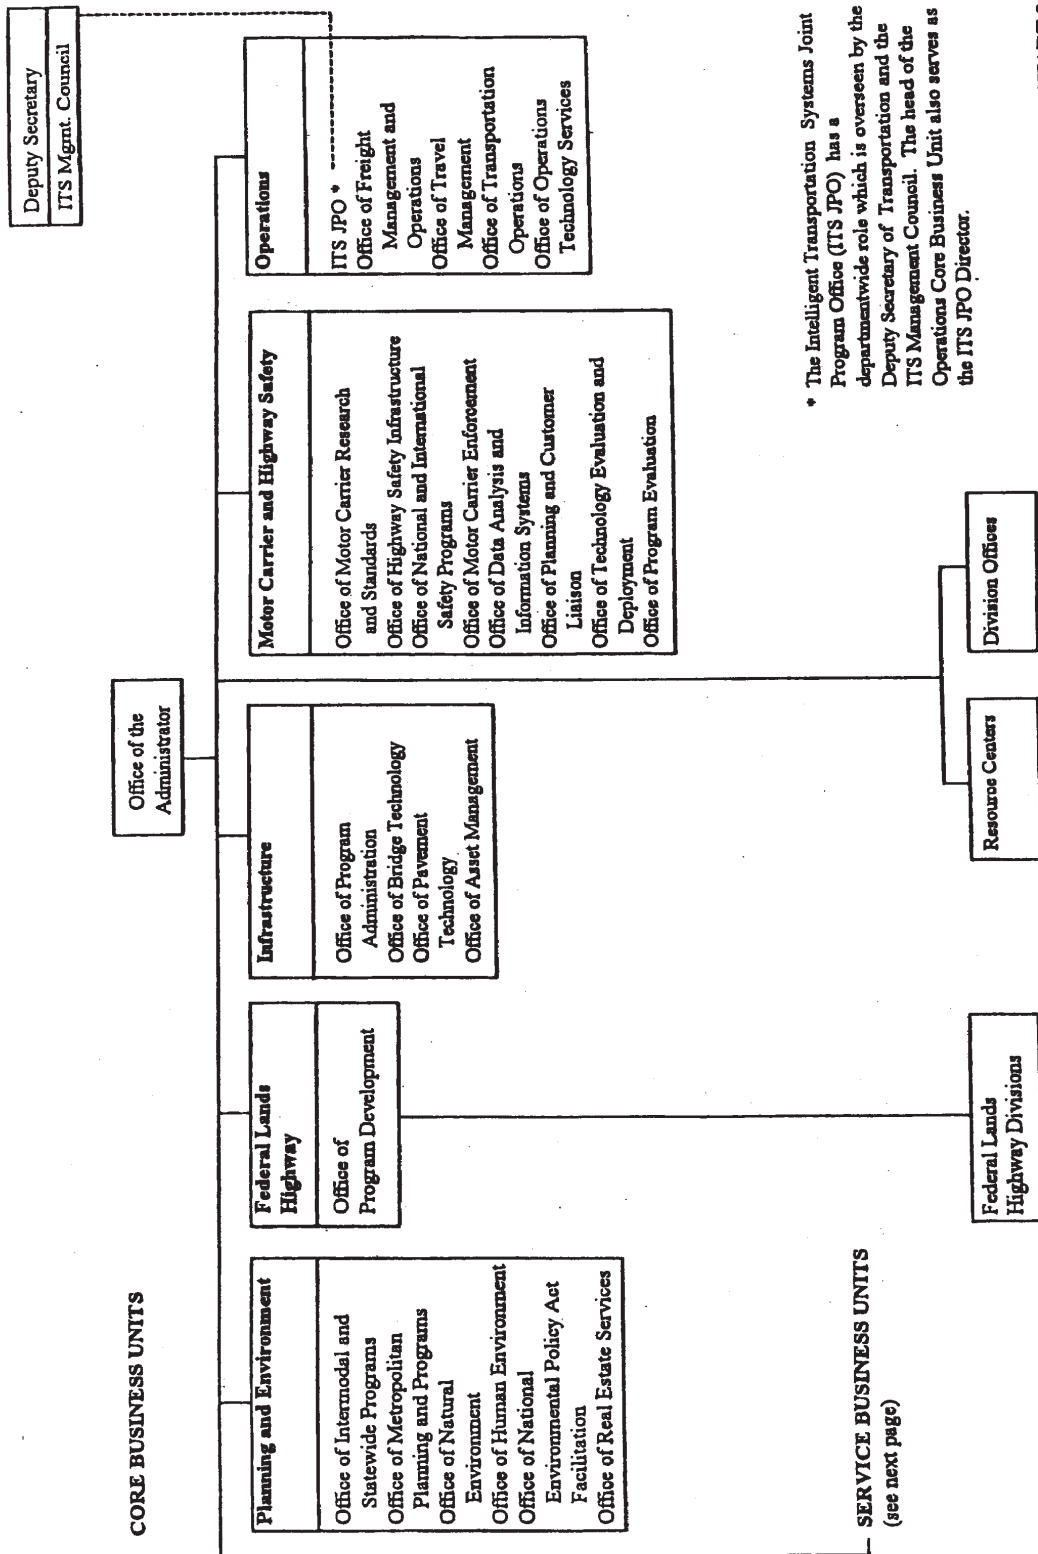 Deputy Secretary
ITS Mgmt. Council
Office of the
Administrator
CORE BUSINESS UNITS
Planning and Environment
Office of Intermodal and
Statewide Programs
Office of Metropolitan
Planning and Programs
Office of Natural
Environment
Office of Human Environment
Office of National
Environmental Policy Act
Facilitation
Office of Real Estate Services
Federal Lands
Highway
Office of
Program Development
Infrastructure
Office of Program
Administration
Office of Bridge Technology
Office of Pavement
Technology
Office of Asset Management
Motor Carrier and Highway Safety
Office of Motor Carrier Research
and Standards
Office of Highway Safety Infrastructure
Office of National and International
Safety Programs
Office of Motor Carrier Enforcement
Office of Data Analysis and
Information Systems
Office of Planning and Customer
Liaison
Office of Technology Evaluation and
Deployment
Office of Program Evaluation
Operations
ITS JPO *
Office of Freight
Management and
Operations
Office of Travel
Management
Office of Transportation
Operations
Office of Operations
Technology Services
* The Intelligent Transportation Systems Joint
Program Office (ITS JPO) has a
departmentwide role which is overseen by the
Deputy Secretary of Transportation and the
ITS Management Council. The head of the
Operations Core Business Unit also serves as
the ITS JPO Director.
SERVICE BUSINESS UNITS
(see next page)
Federal Lands
Highway Divisions
Resource Centers
Division Offices